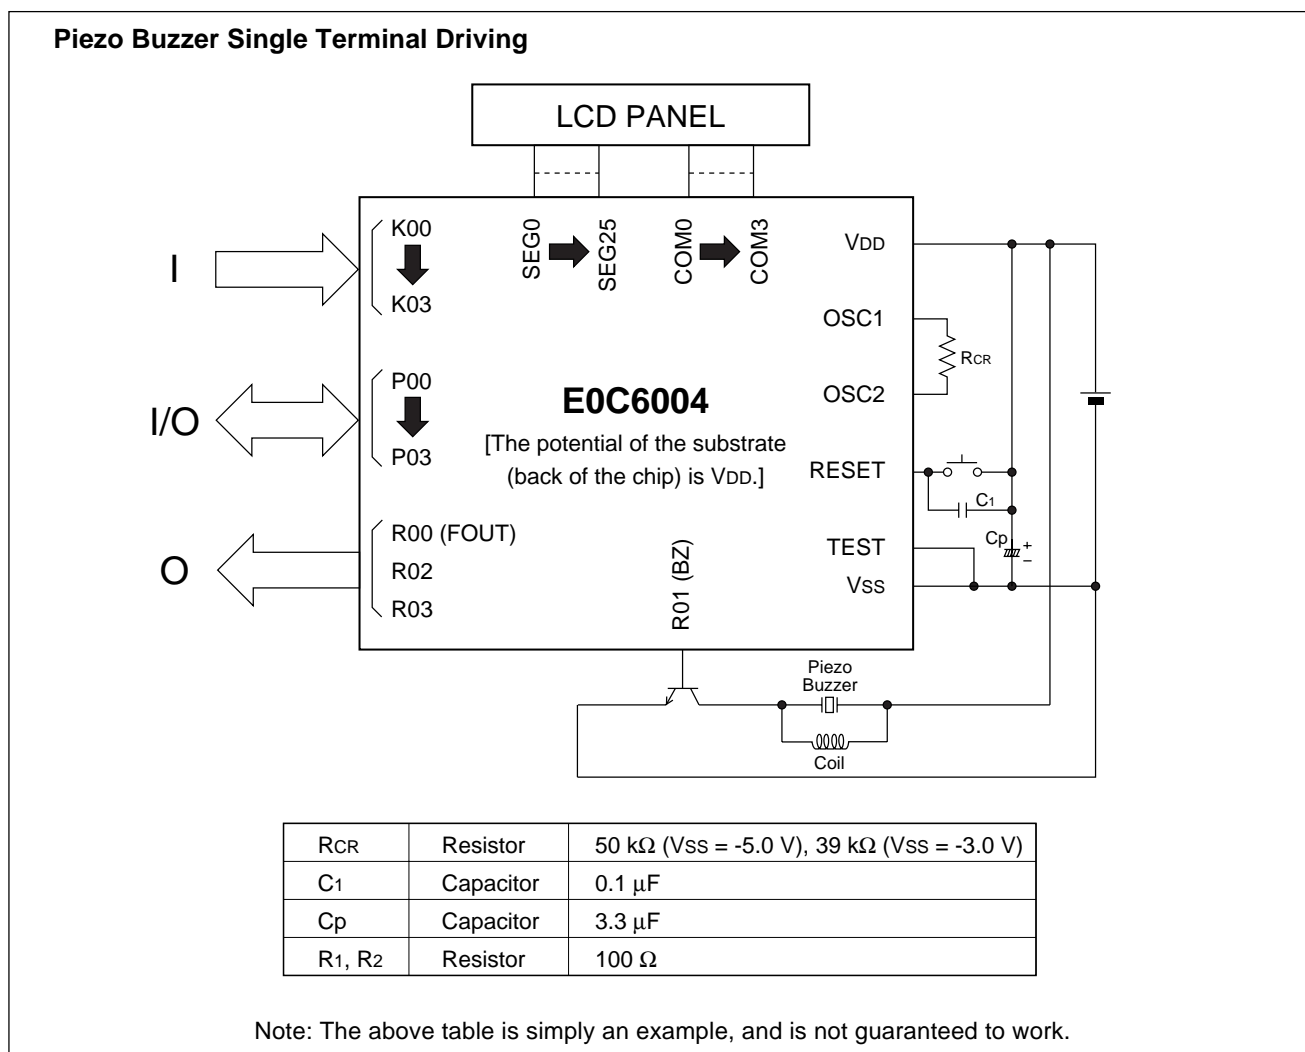 Piezo Buzzer Single Terminal Driving
LCD PANEL
K00
K03
SEG0
SEG25
COM0
COM3
VDD
I
OSC1
RCR
OSC2
P00
P03
I/O
E0C6004
[The potential of the substrate
(back of the chip) is VDD.]
RESET
C1
Cp
+
–
TEST
VSS
R00 (FOUT)
R02
R03
O
R01 (BZ)
Piezo
Buzzer
Coil
RCR Resistor 50 kΩ (VSS = -5.0 V), 39 kΩ (VSS = -3.0 V)
C1 Capacitor 0.1 µF
Cp Capacitor 3.3 µF
R1, R2 Resistor 100 Ω
Note: The above table is simply an example, and is not guaranteed to work.